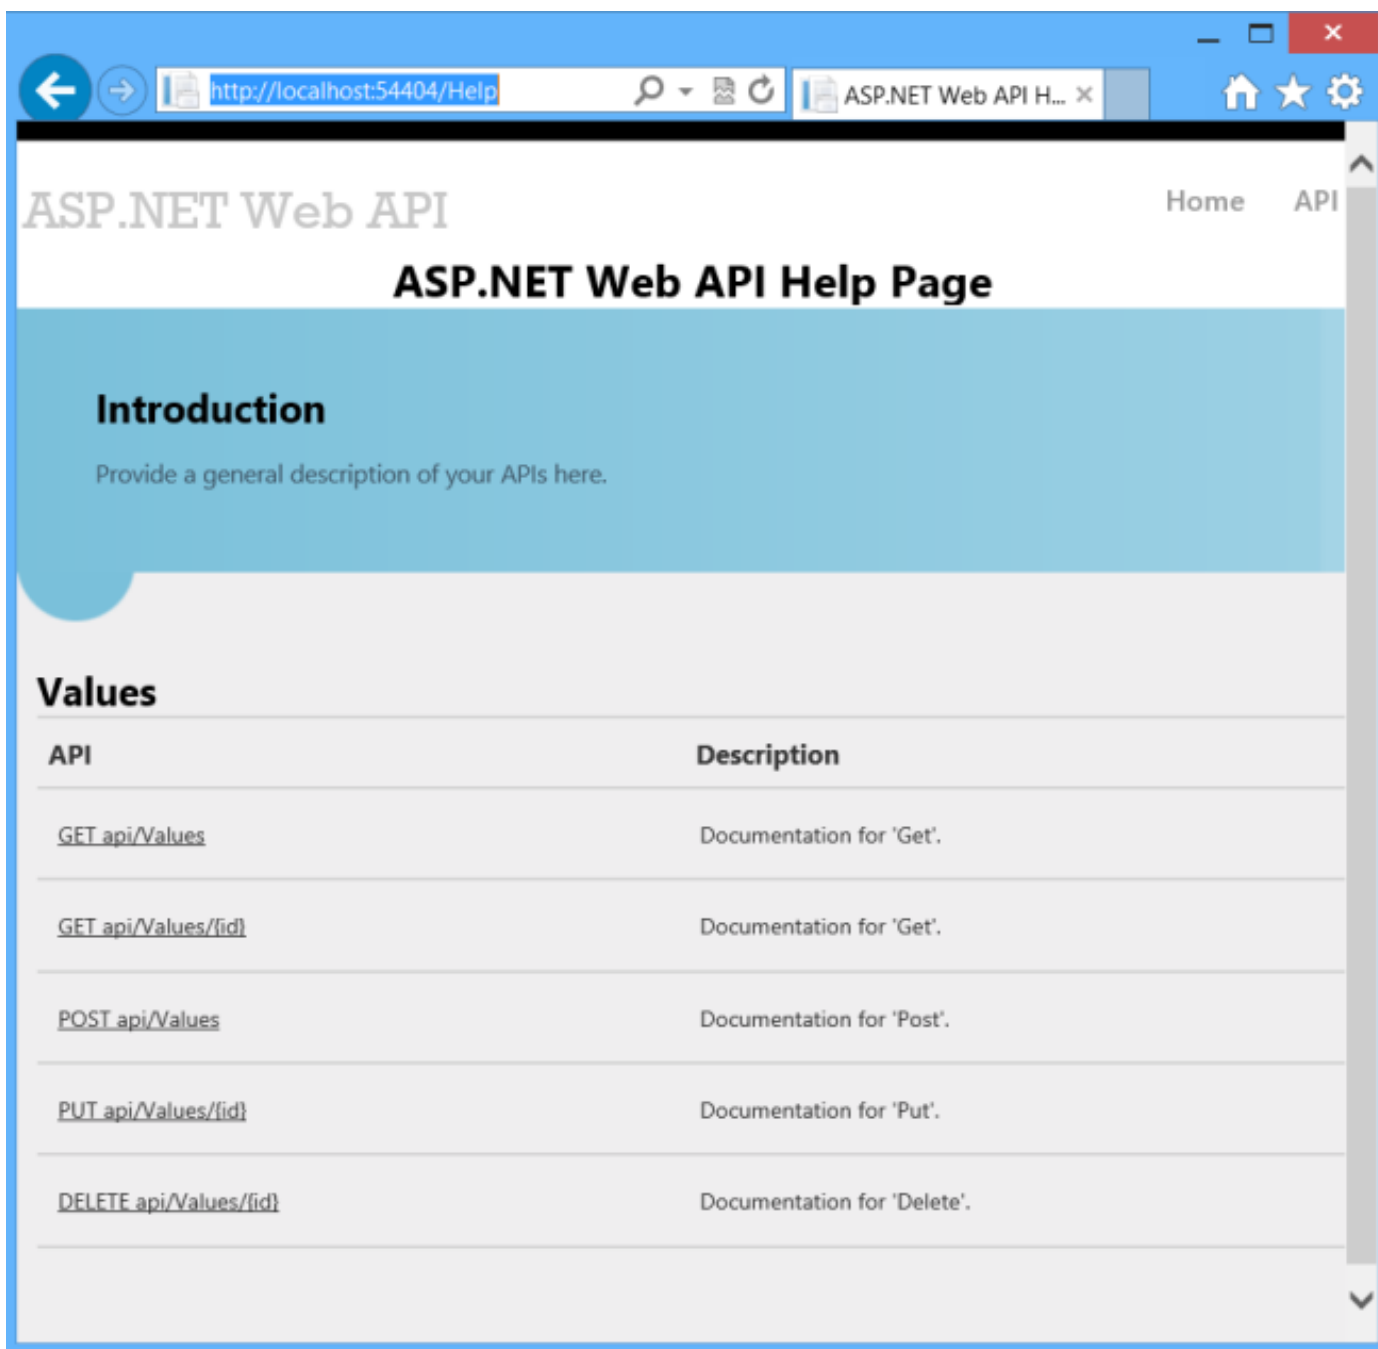 http://localhost:54404/Help
ASP.NET Web API H...
ASP.NET Web API
Home API
ASP.NET Web API Help Page
Introduction
Provide a general description of your APIs here.
Values
API Description
GET api/Values Documentation for 'Get'.
GET api/Values/{id} Documentation for 'Get'.
POST api/Values Documentation for 'Post'.
PUT api/Values/{id} Documentation for 'Put'.
DELETE api/Values/{id} Documentation for 'Delete'.